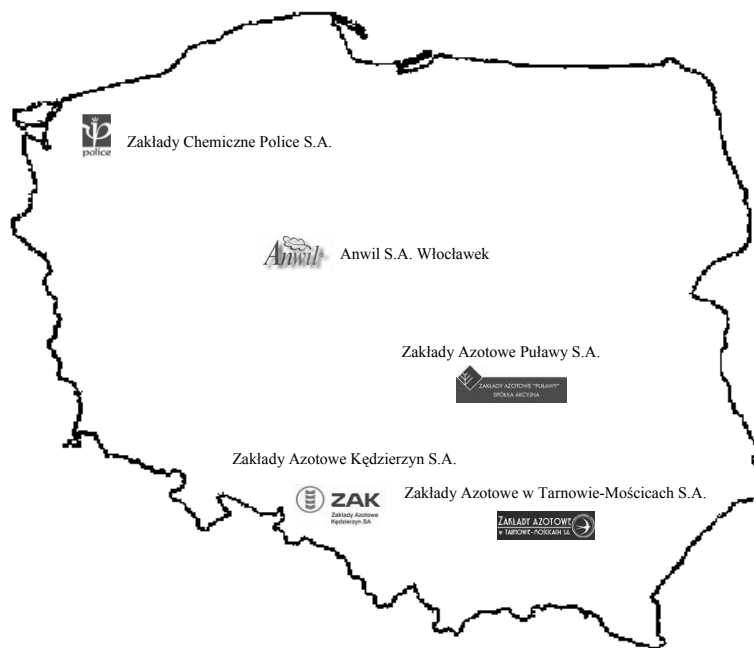 police
Zakłady Chemiczne Police S.A.
Anwil
Anwil S.A. Włocławek
Zakłady Azotowe Puławy S.A.
ZAKŁADY AZOTOWE "PUŁAWY"
SPÓŁKA AKCYJNA
Zakłady Azotowe Kędzierzyn S.A.
ZAK
Zakłady Azotowe
Kędzierzyn SA
Zakłady Azotowe w Tarnowie-Mościcach S.A.
ZAKŁADY AZOTOWE
W TARNOWIE-MOŚCICACH S.A.